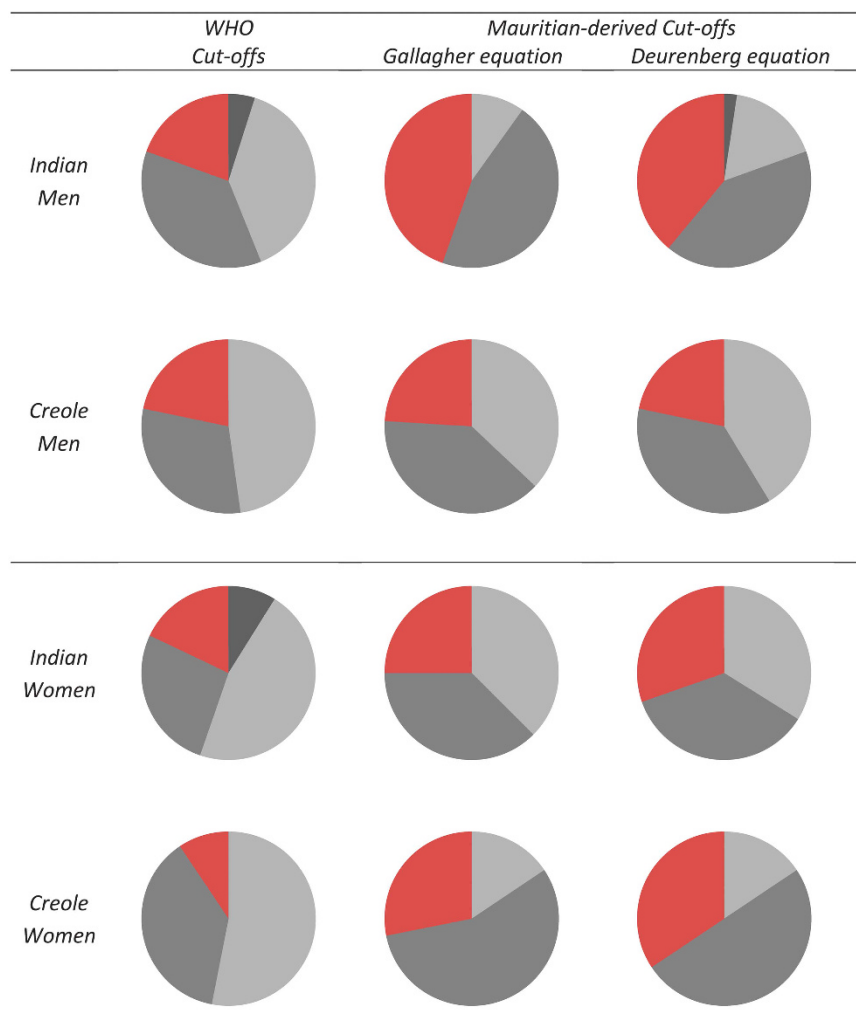 WHO Mauritian-derived Cut-offs
Cut-offs Gallagher equation Deurenberg equation
Indian
Men
Creole
Men
Indian
Women
Creole
Women